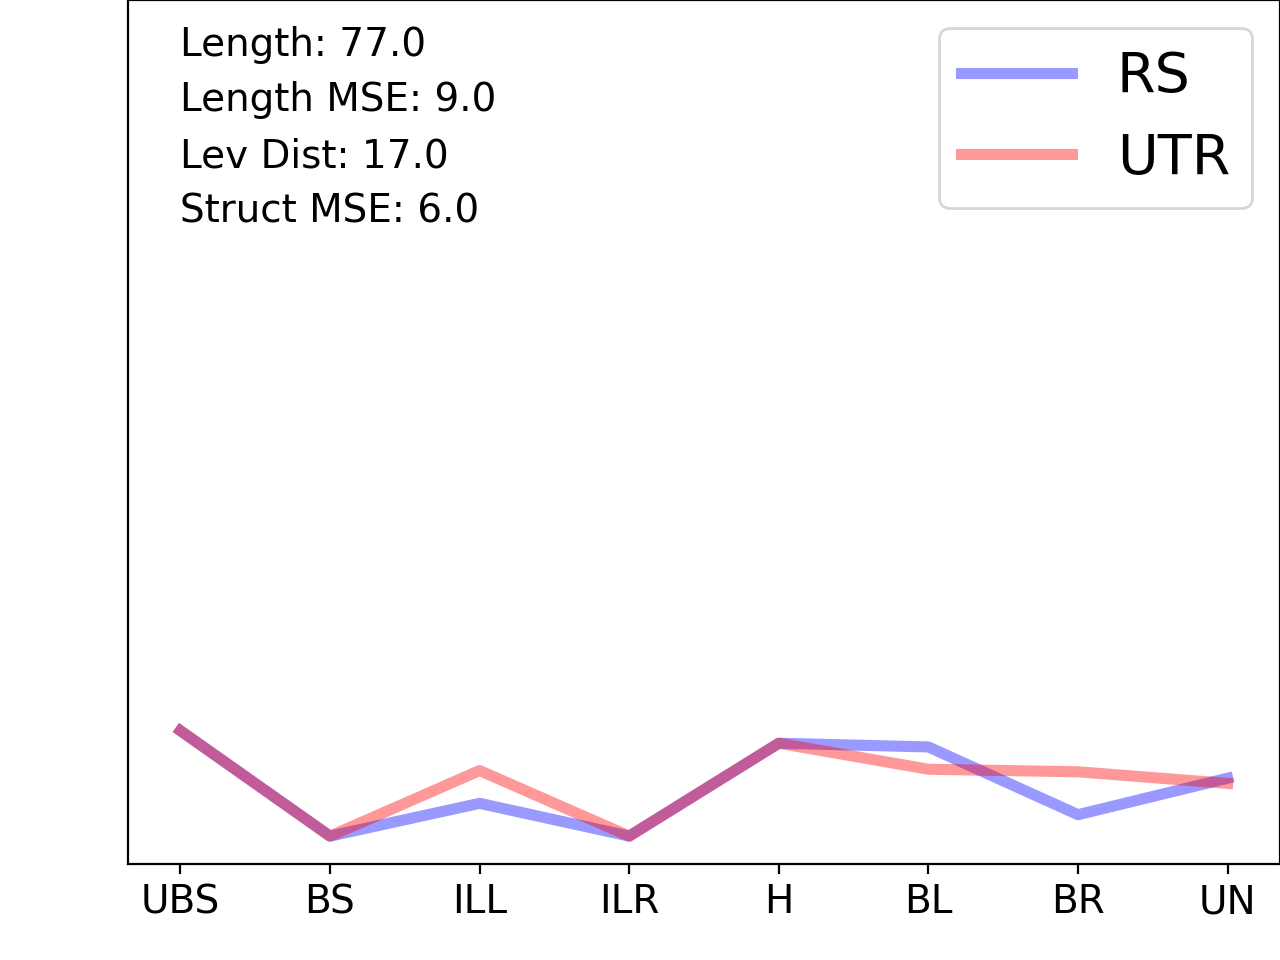 Length: 77.0
Length MSE: 9.0
Lev Dist: 17.0
Struct MSE: 6.0
RS
UTR
UBS BS ILL ILR H BL BR UN